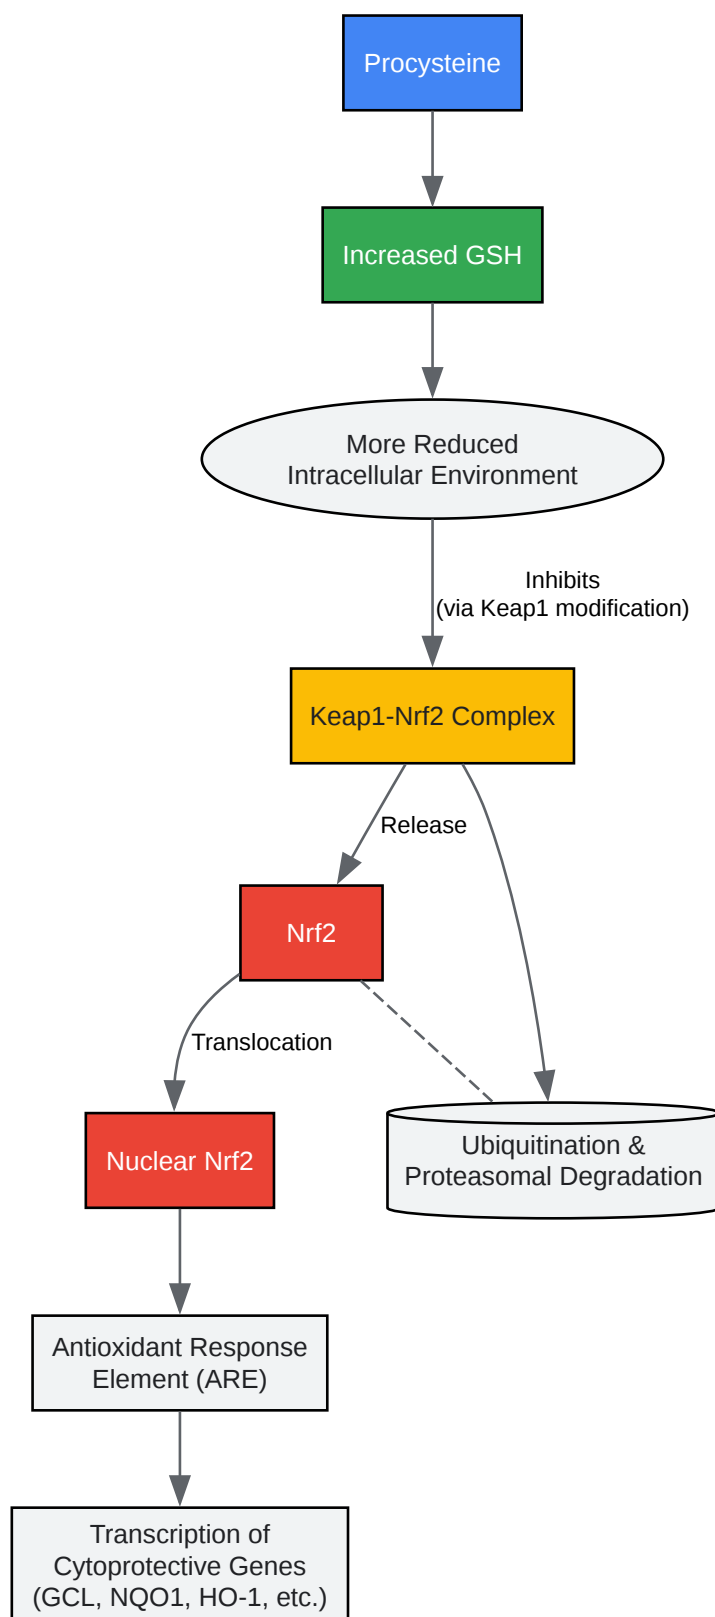 Procysteine
Increased GSH
More Reduced
Intracellular Environment
Inhibits
(via Keap1 modification)
Keap1-Nrf2 Complex
Release
Nrf2
Translocation
Nuclear Nrf2
Ubiquitination &
Proteasomal Degradation
Antioxidant Response
Element (ARE)
Transcription of
Cytoprotective Genes
(GCL, NQO1, HO-1, etc.)